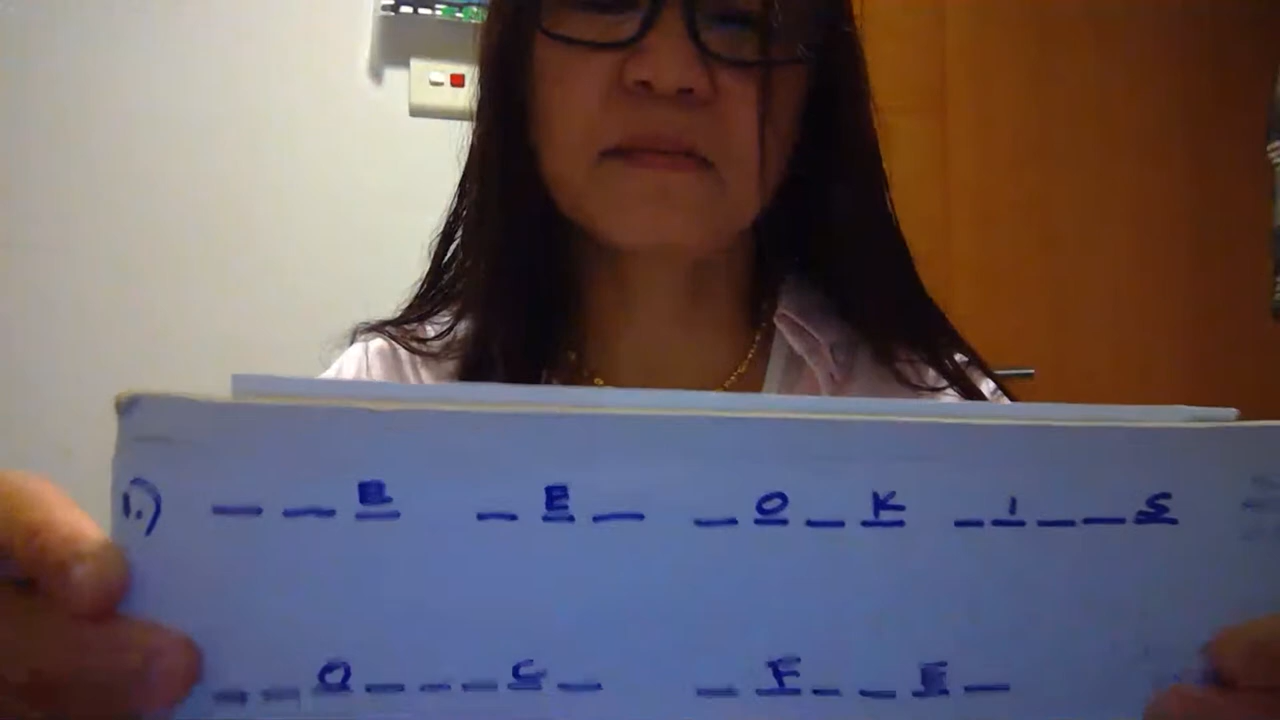 1.) _ _ B _ E _ _ O _ K _ I _ _ S
_ _ O _ _ _ C _ _ F _ _ E _